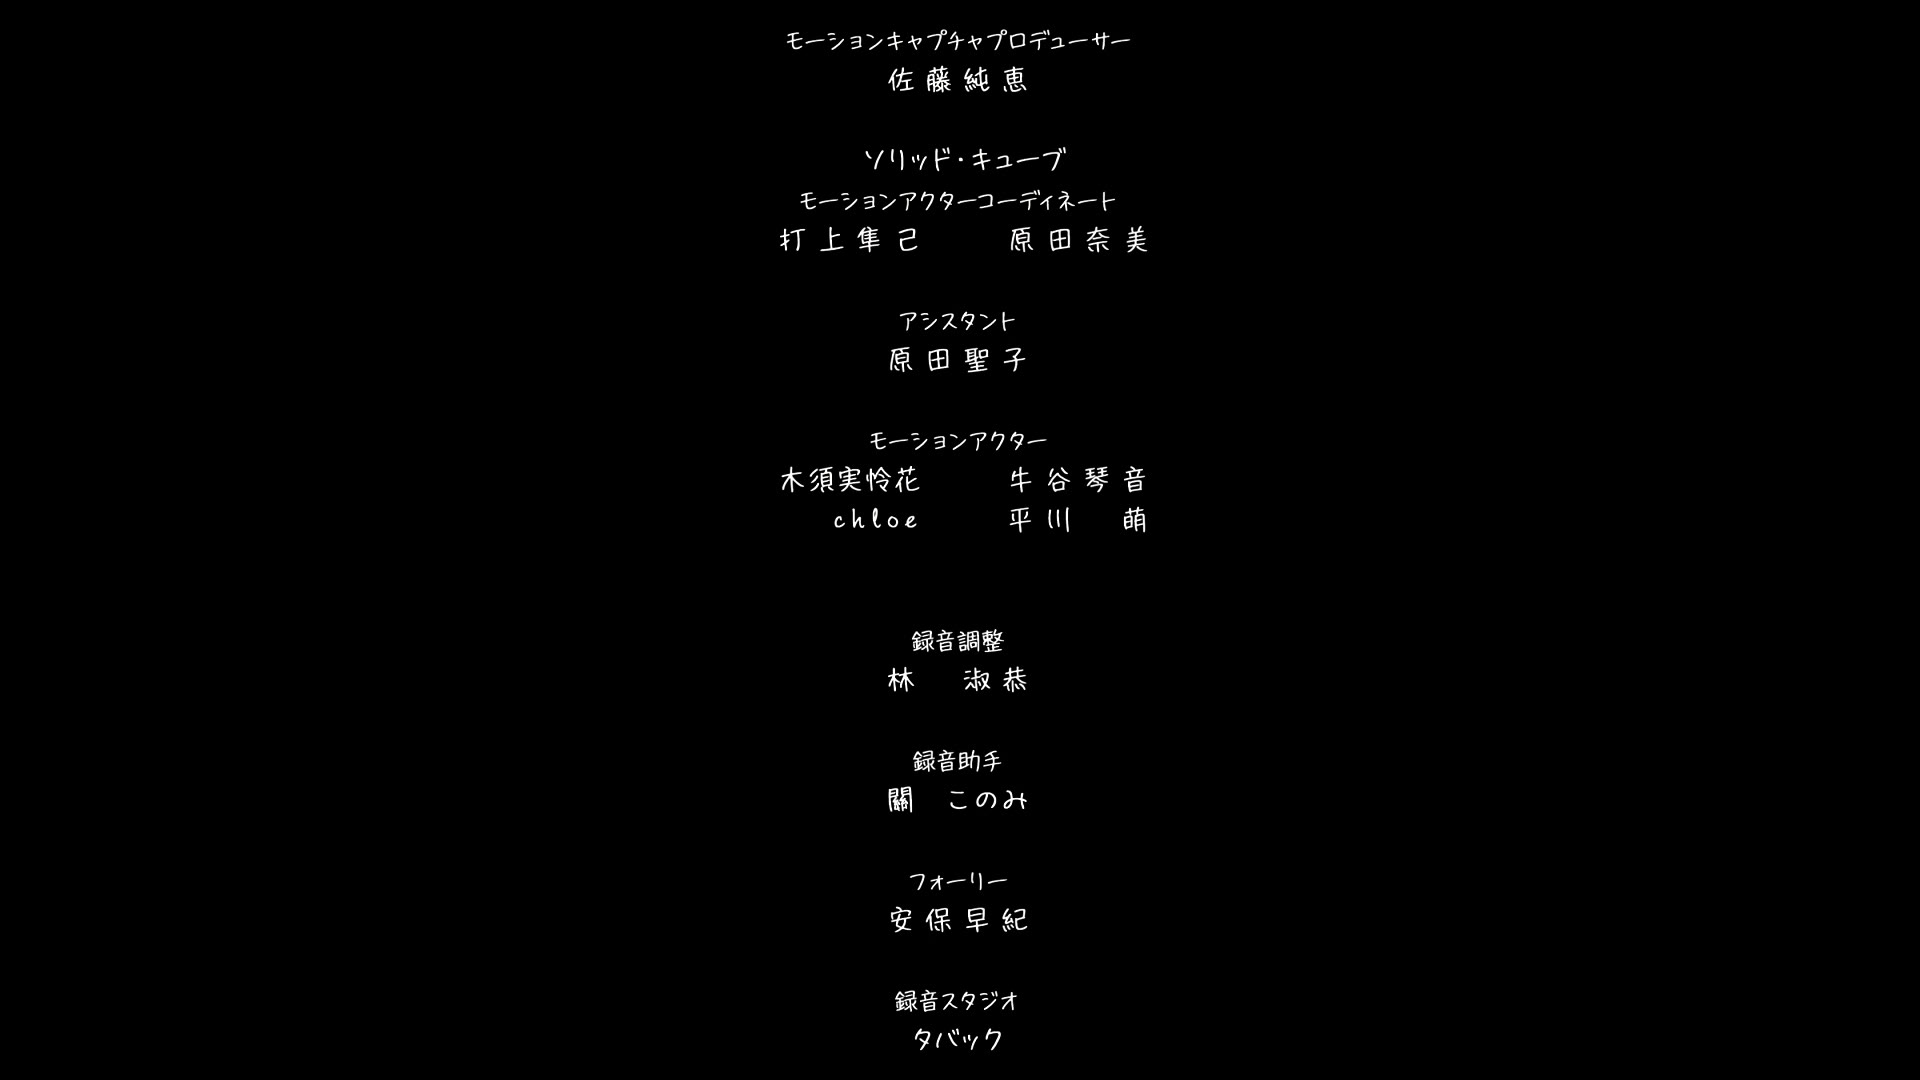 モーションキャプチャプロデューサー
佐藤純恵
ソリッド・キューブ
モーションアクターコーディネート
打上隼己 原田奈美
アシスタント
原田聖子
モーションアクター
木須実怜花 牛谷琴音
chloe 平川 萌
録音調整
林 淑恭
録音助手
關 このみ
フォーリー
安保早紀
録音スタジオ
タバック